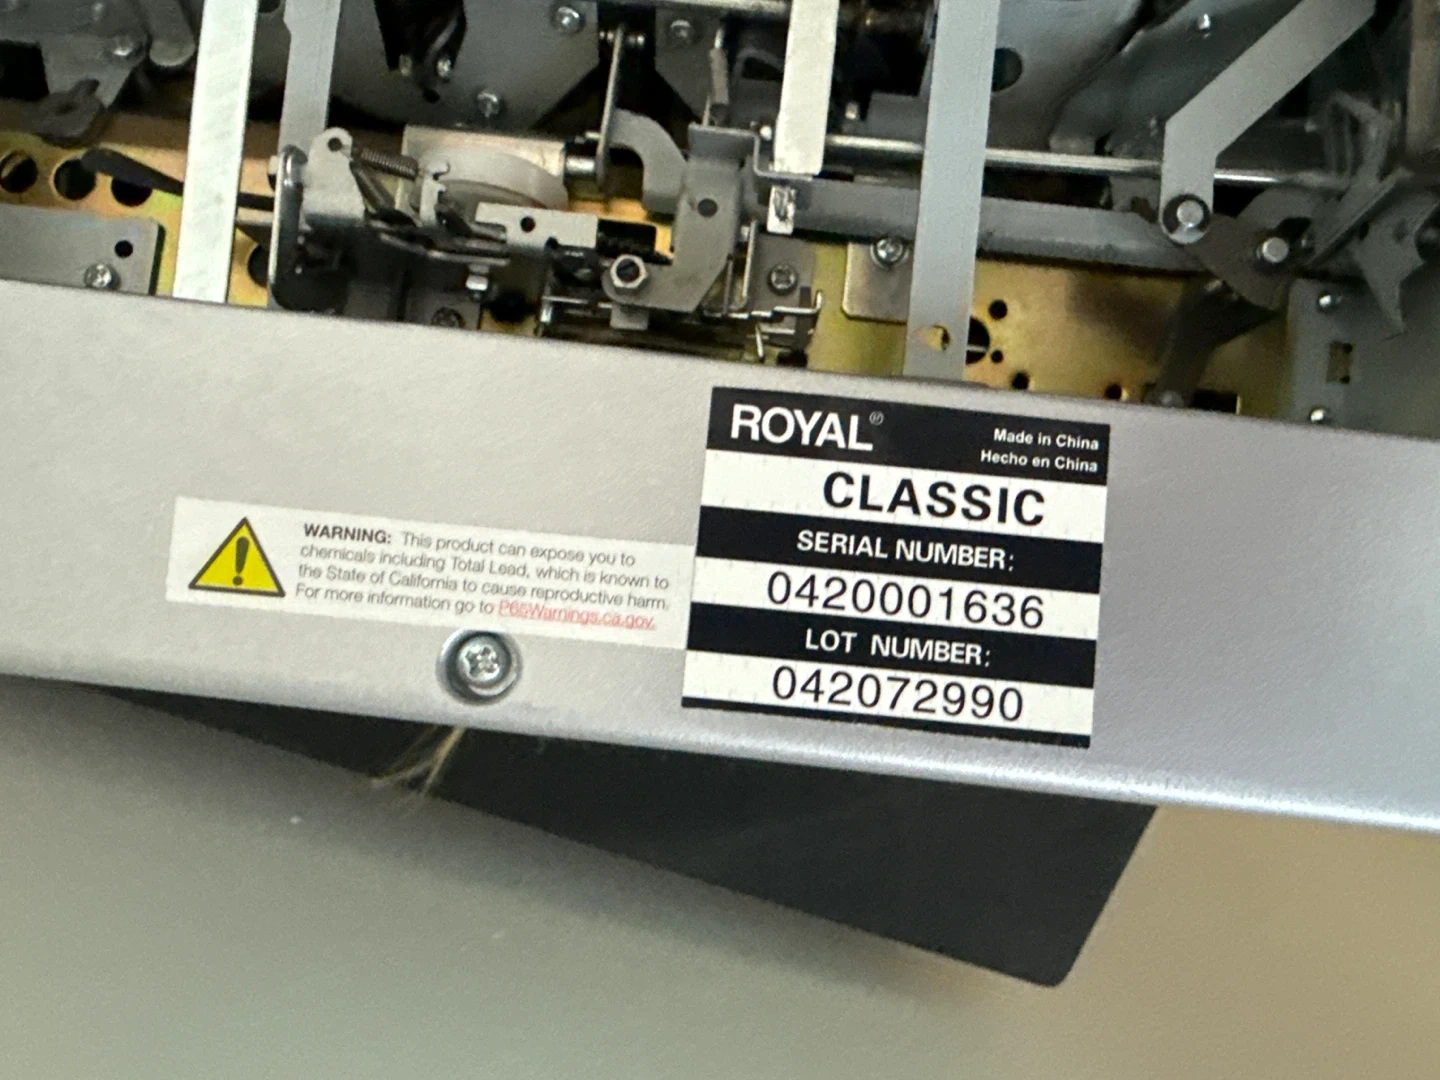 ROYAL®
Made in China
Hecho en China
CLASSIC
SERIAL NUMBER:
0420001636
LOT NUMBER:
042072990
WARNING: This product can expose you to
chemicals including Total Lead, which is known to
the State of California to cause reproductive harm.
For more information go to P65Warnings.ca.gov.